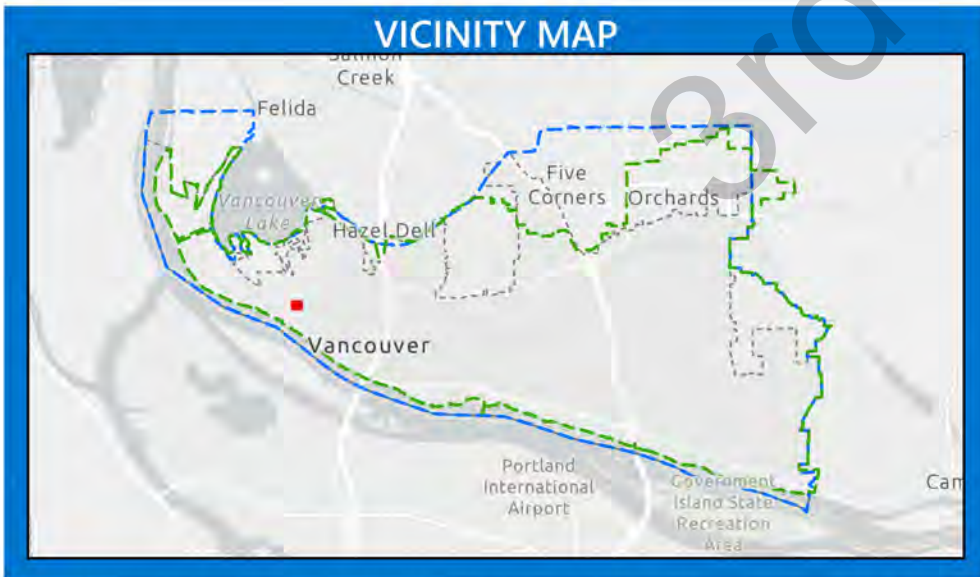 VICINITY MAP
3rd
Salmon
Creek
Felida
Five
Corners
Orchards
Vancouver
Lake
Hazel Dell
Vancouver
Portland
International
Airport
Government
Island State
Recreation
Area
Cam